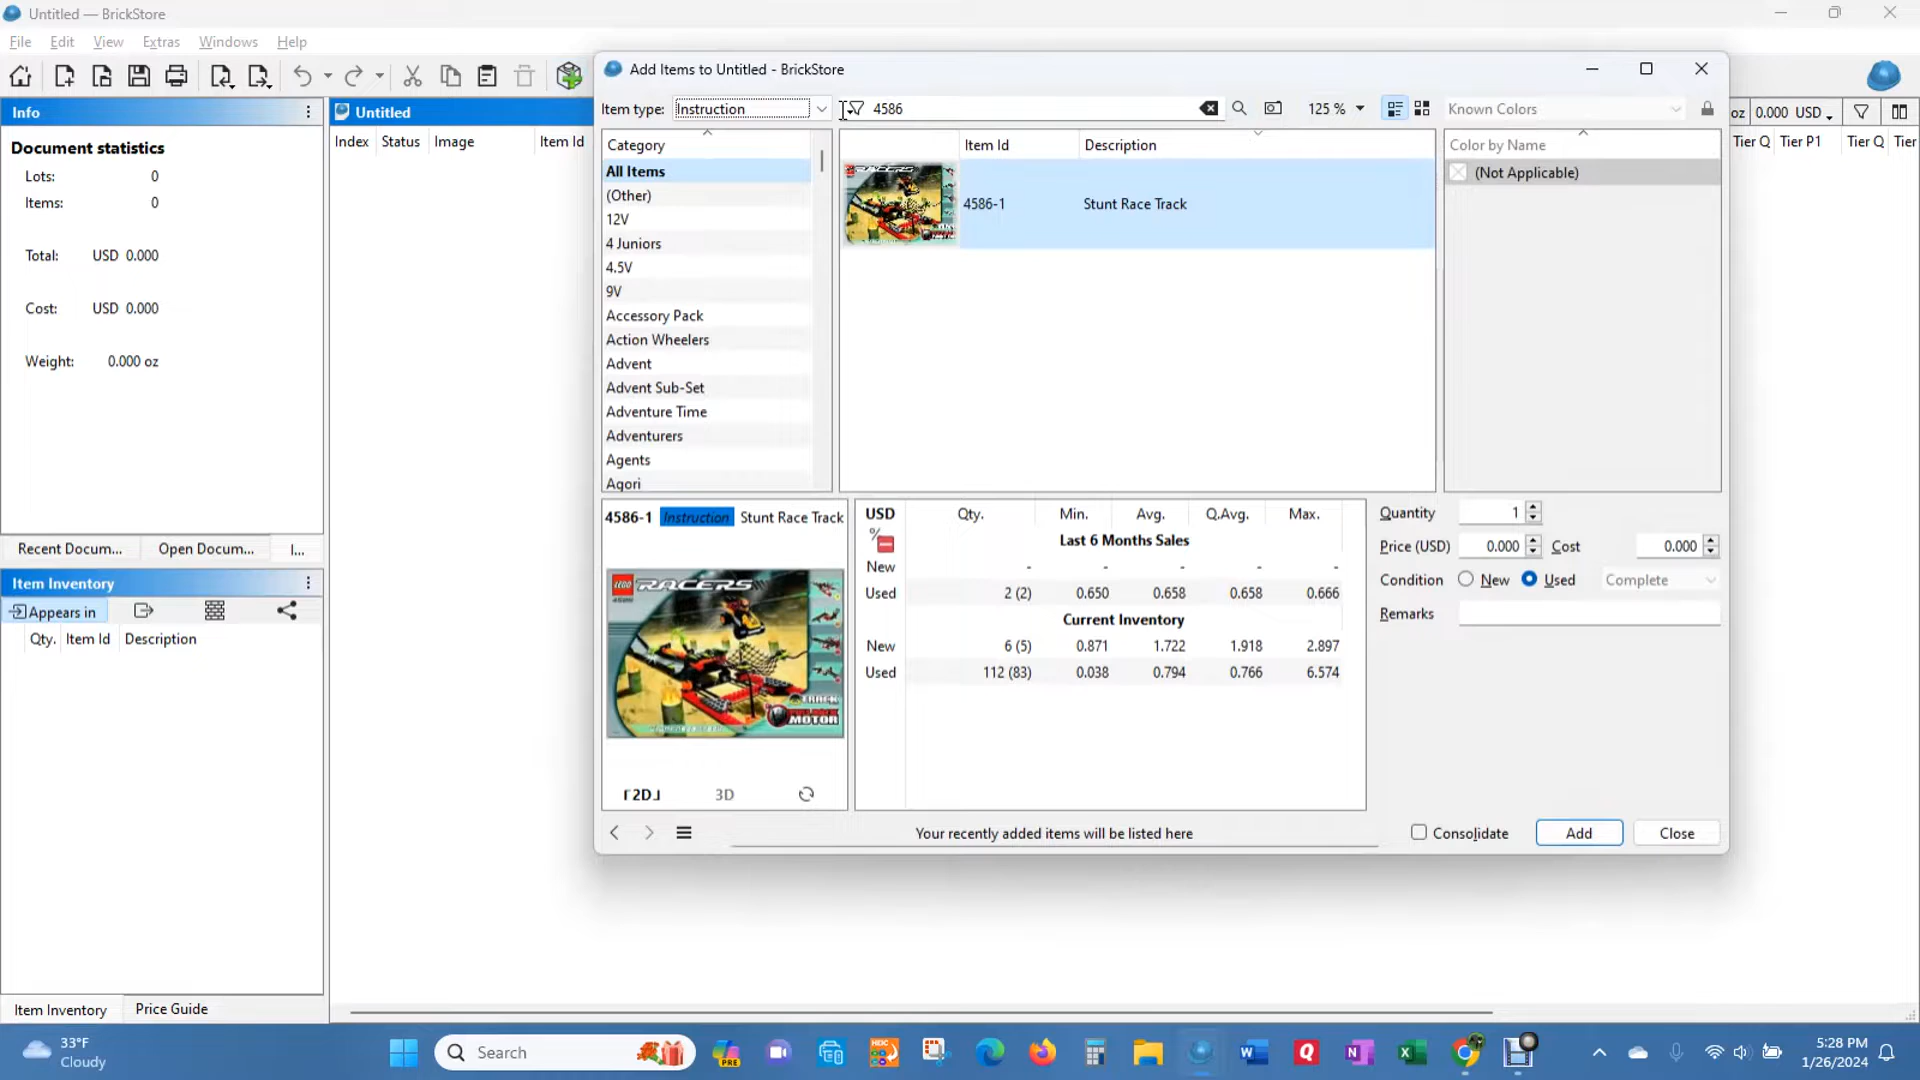 Untitled — BrickStore
File Edit View Extras Windows Help
Info
Document statistics
Lots: 0
Items: 0
Total: USD 0.000
Cost: USD 0.000
Weight: 0.000 oz
Recent Docum... Open Docum... I...
Item Inventory
Appears in
Qty. Item Id Description
Item Inventory Price Guide
Untitled
Index Status Image Item Id
oz 0.000 USD
Tier Q Tier P1 Tier Q Tier
Add Items to Untitled - BrickStore
Item type: Instruction 4586 125 % Known Colors
Category
All Items
(Other)
12V
4 Juniors
4.5V
9V
Accessory Pack
Action Wheelers
Advent
Advent Sub-Set
Adventure Time
Adventurers
Agents
Agori
Item Id Description
4586-1 Stunt Race Track
Color by Name
(Not Applicable)
4586-1 Instruction Stunt Race Track
LEGO RACERS
4586
TRACK
MOTOR
2D 3D
USD Qty. Min. Avg. Q.Avg. Max.
%
Last 6 Months Sales
New - - - - -
Used 2 (2) 0.650 0.658 0.658 0.666
Current Inventory
New 6 (5) 0.871 1.722 1.918 2.897
Used 112 (83) 0.038 0.794 0.766 6.574
Quantity 1
Price (USD) 0.000 Cost 0.000
Condition New Used Complete
Remarks
Your recently added items will be listed here
Consolidate Add Close
33°F
Cloudy
Search
PRE
5:28 PM
1/26/2024